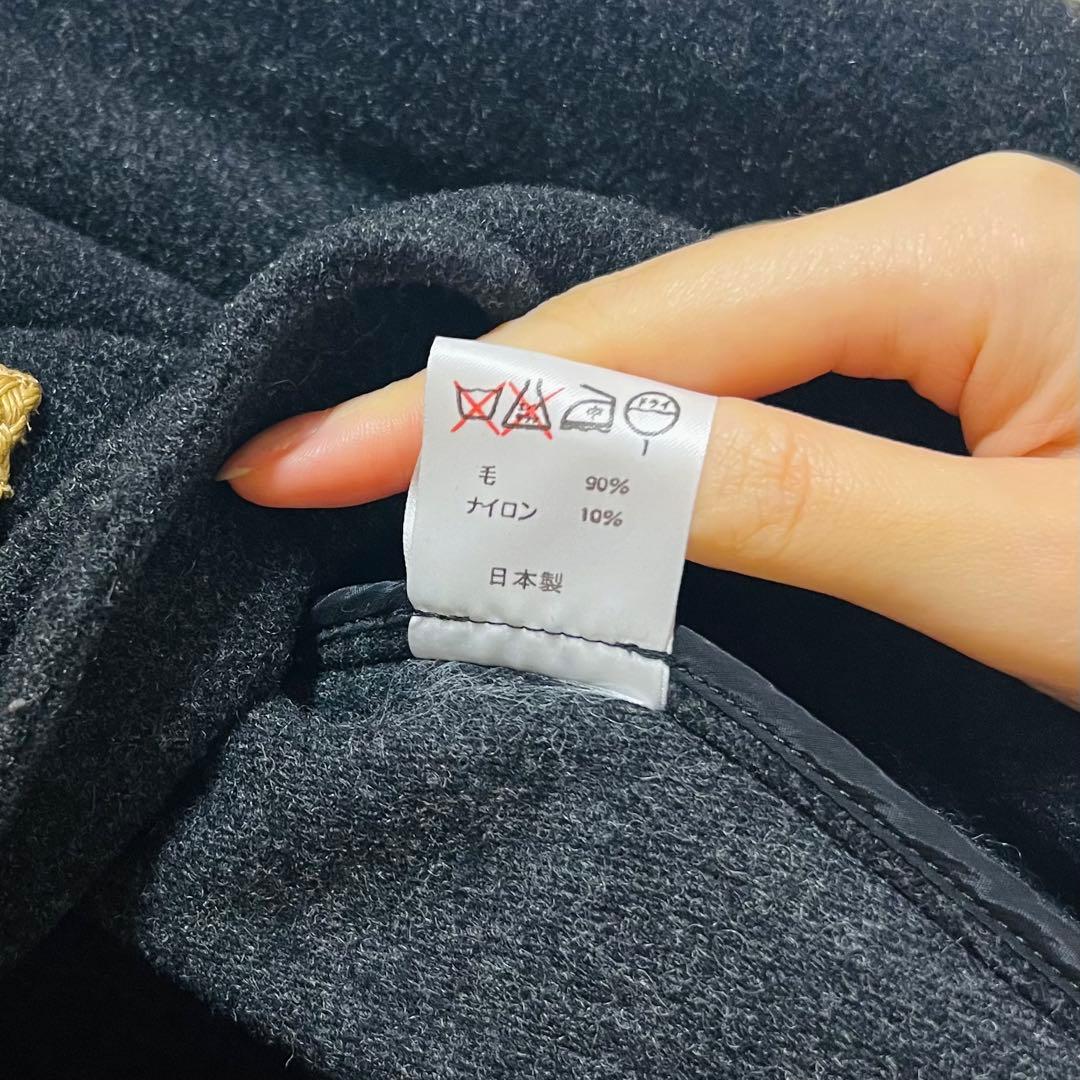 中 ドライ
毛 90%
ナイロン 10%
日本製